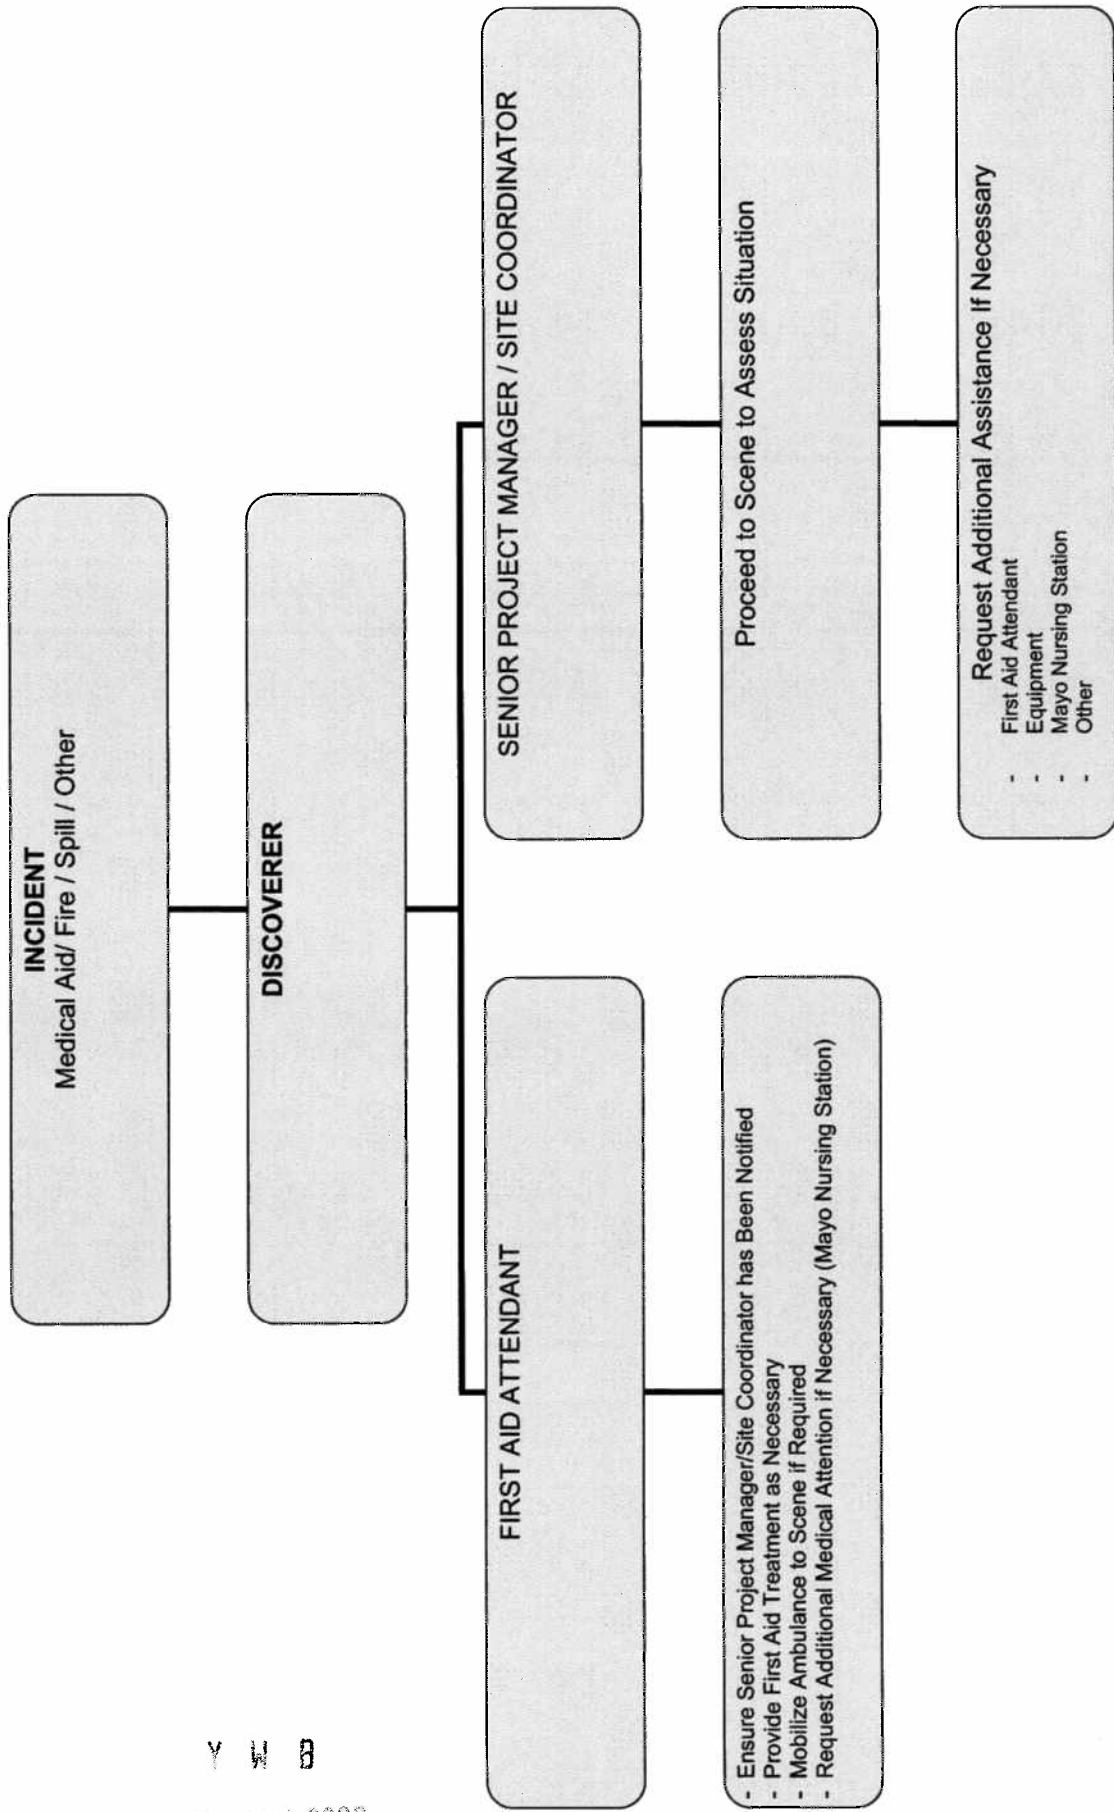 INCIDENT
Medical Aid/ Fire / Spill / Other
DISCOVERER
FIRST AID ATTENDANT
- Ensure Senior Project Manager/Site Coordinator has Been Notified
- Provide First Aid Treatment as Necessary
- Mobilize Ambulance to Scene if Required
- Request Additional Medical Attention if Necessary (Mayo Nursing Station)
SENIOR PROJECT MANAGER / SITE COORDINATOR
Proceed to Scene to Assess Situation
Request Additional Assistance If Necessary
- First Aid Attendant
- Equipment
- Mayo Nursing Station
- Other
Y W B